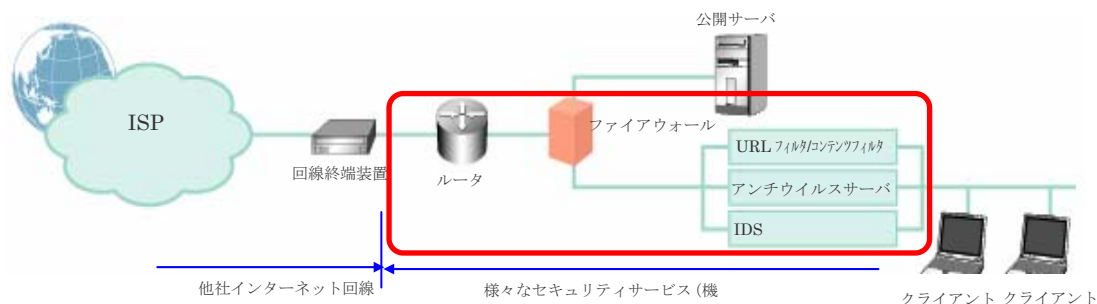 公開サーバ
ISP
ファイアウォール
回線終端装置
ルータ
URL フィルタ/コンテンツフィルタ
アンチウイルスサーバ
IDS
他社インターネット回線
様々なセキュリティサービス (機
クライアント クライアント